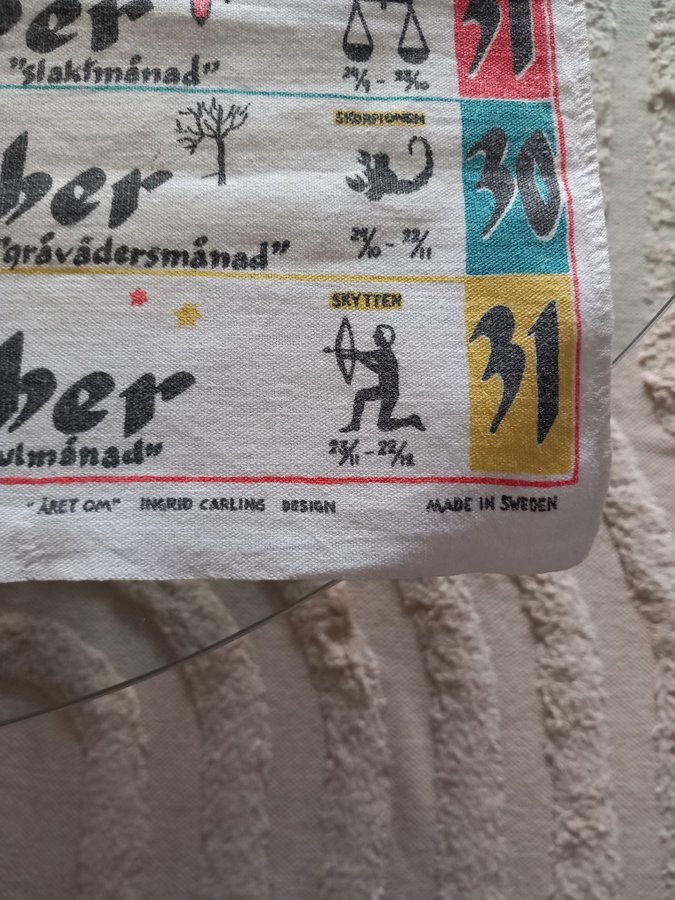 ber 31
"slaktmånad" 24/9 - 23/10
SKORPIONEN
ber 30
"gråvädersmånad" 24/10 - 22/11
SKYTTEN
ber 31
ulmånad" 23/11 - 22/12
"ÅRET OM" INGRID CARLING DESIGN MADE IN SWEDEN